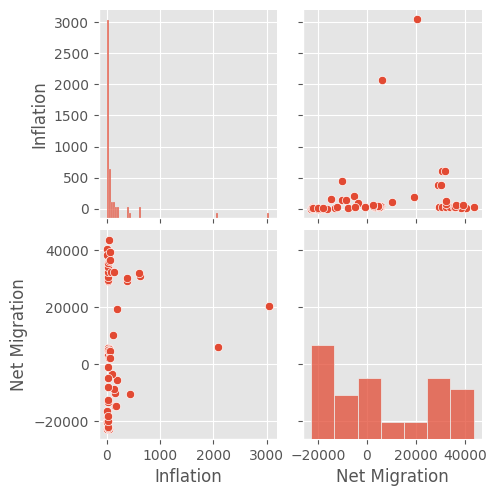 3000
2500
2000
1500
1000
500
0
Inflation
40000
20000
0
−20000
Net Migration
0 1000 2000 3000
−20000 0 20000 40000
Inflation
Net Migration